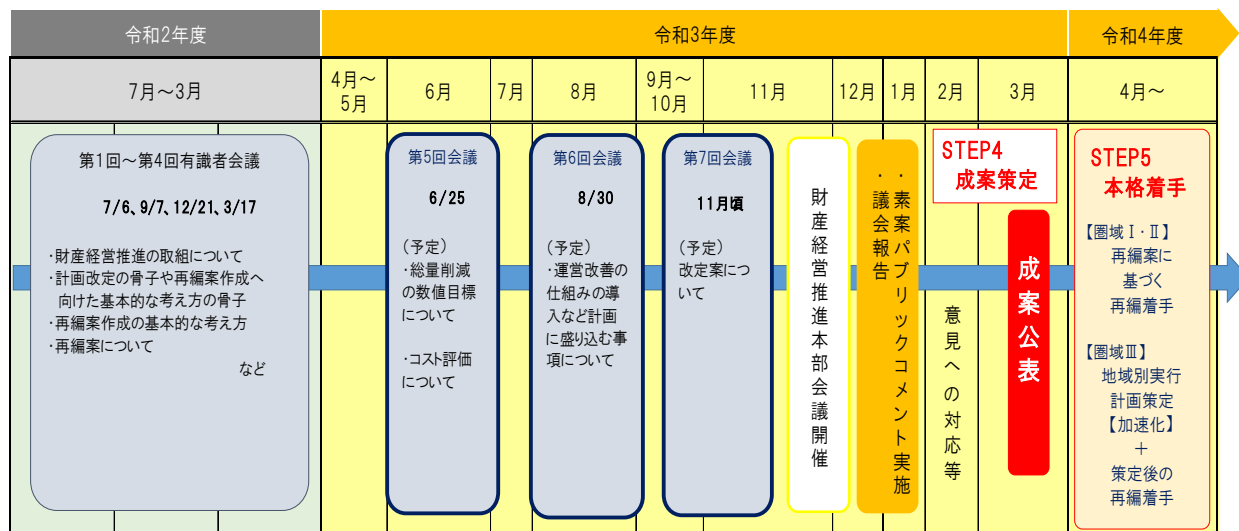 令和2年度
令和3年度
令和4年度
7月～3月
4月～
5月
6月
7月
8月
9月～
10月
11月
12月
1月
2月
3月
4月～
第1回～第4回有識者会議
7/6、9/7、12/21、3/17
・財産経営推進の取組について
・計画改定の骨子や再編案作成へ
向けた基本的な考え方の骨子
・再編案作成の基本的な考え方
・再編案について
など
第5回会議
6/25
(予定)
・総量削減
の数値目標
について
・コスト評価
について
第6回会議
8/30
(予定)
・運営改善の
仕組みの導
入など計画
に盛り込む事
項について
第7回会議
11月頃
(予定)
改定案につ
いて
財産経営推進本部会議開催
・素案パブリックコメント実施
・議会報告
STEP4
成案策定
意見への対応等
成案公表
STEP5
本格着手
【圏域Ⅰ・Ⅱ】
再編案に
基づく
再編着手
【圏域Ⅲ】
地域別実行
計画策定
【加速化】
＋
策定後の
再編着手